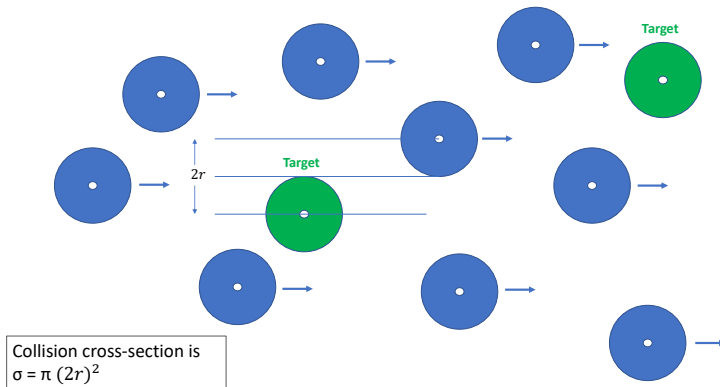 Target
Target
2r
Collision cross-section is
σ = π (2r)²